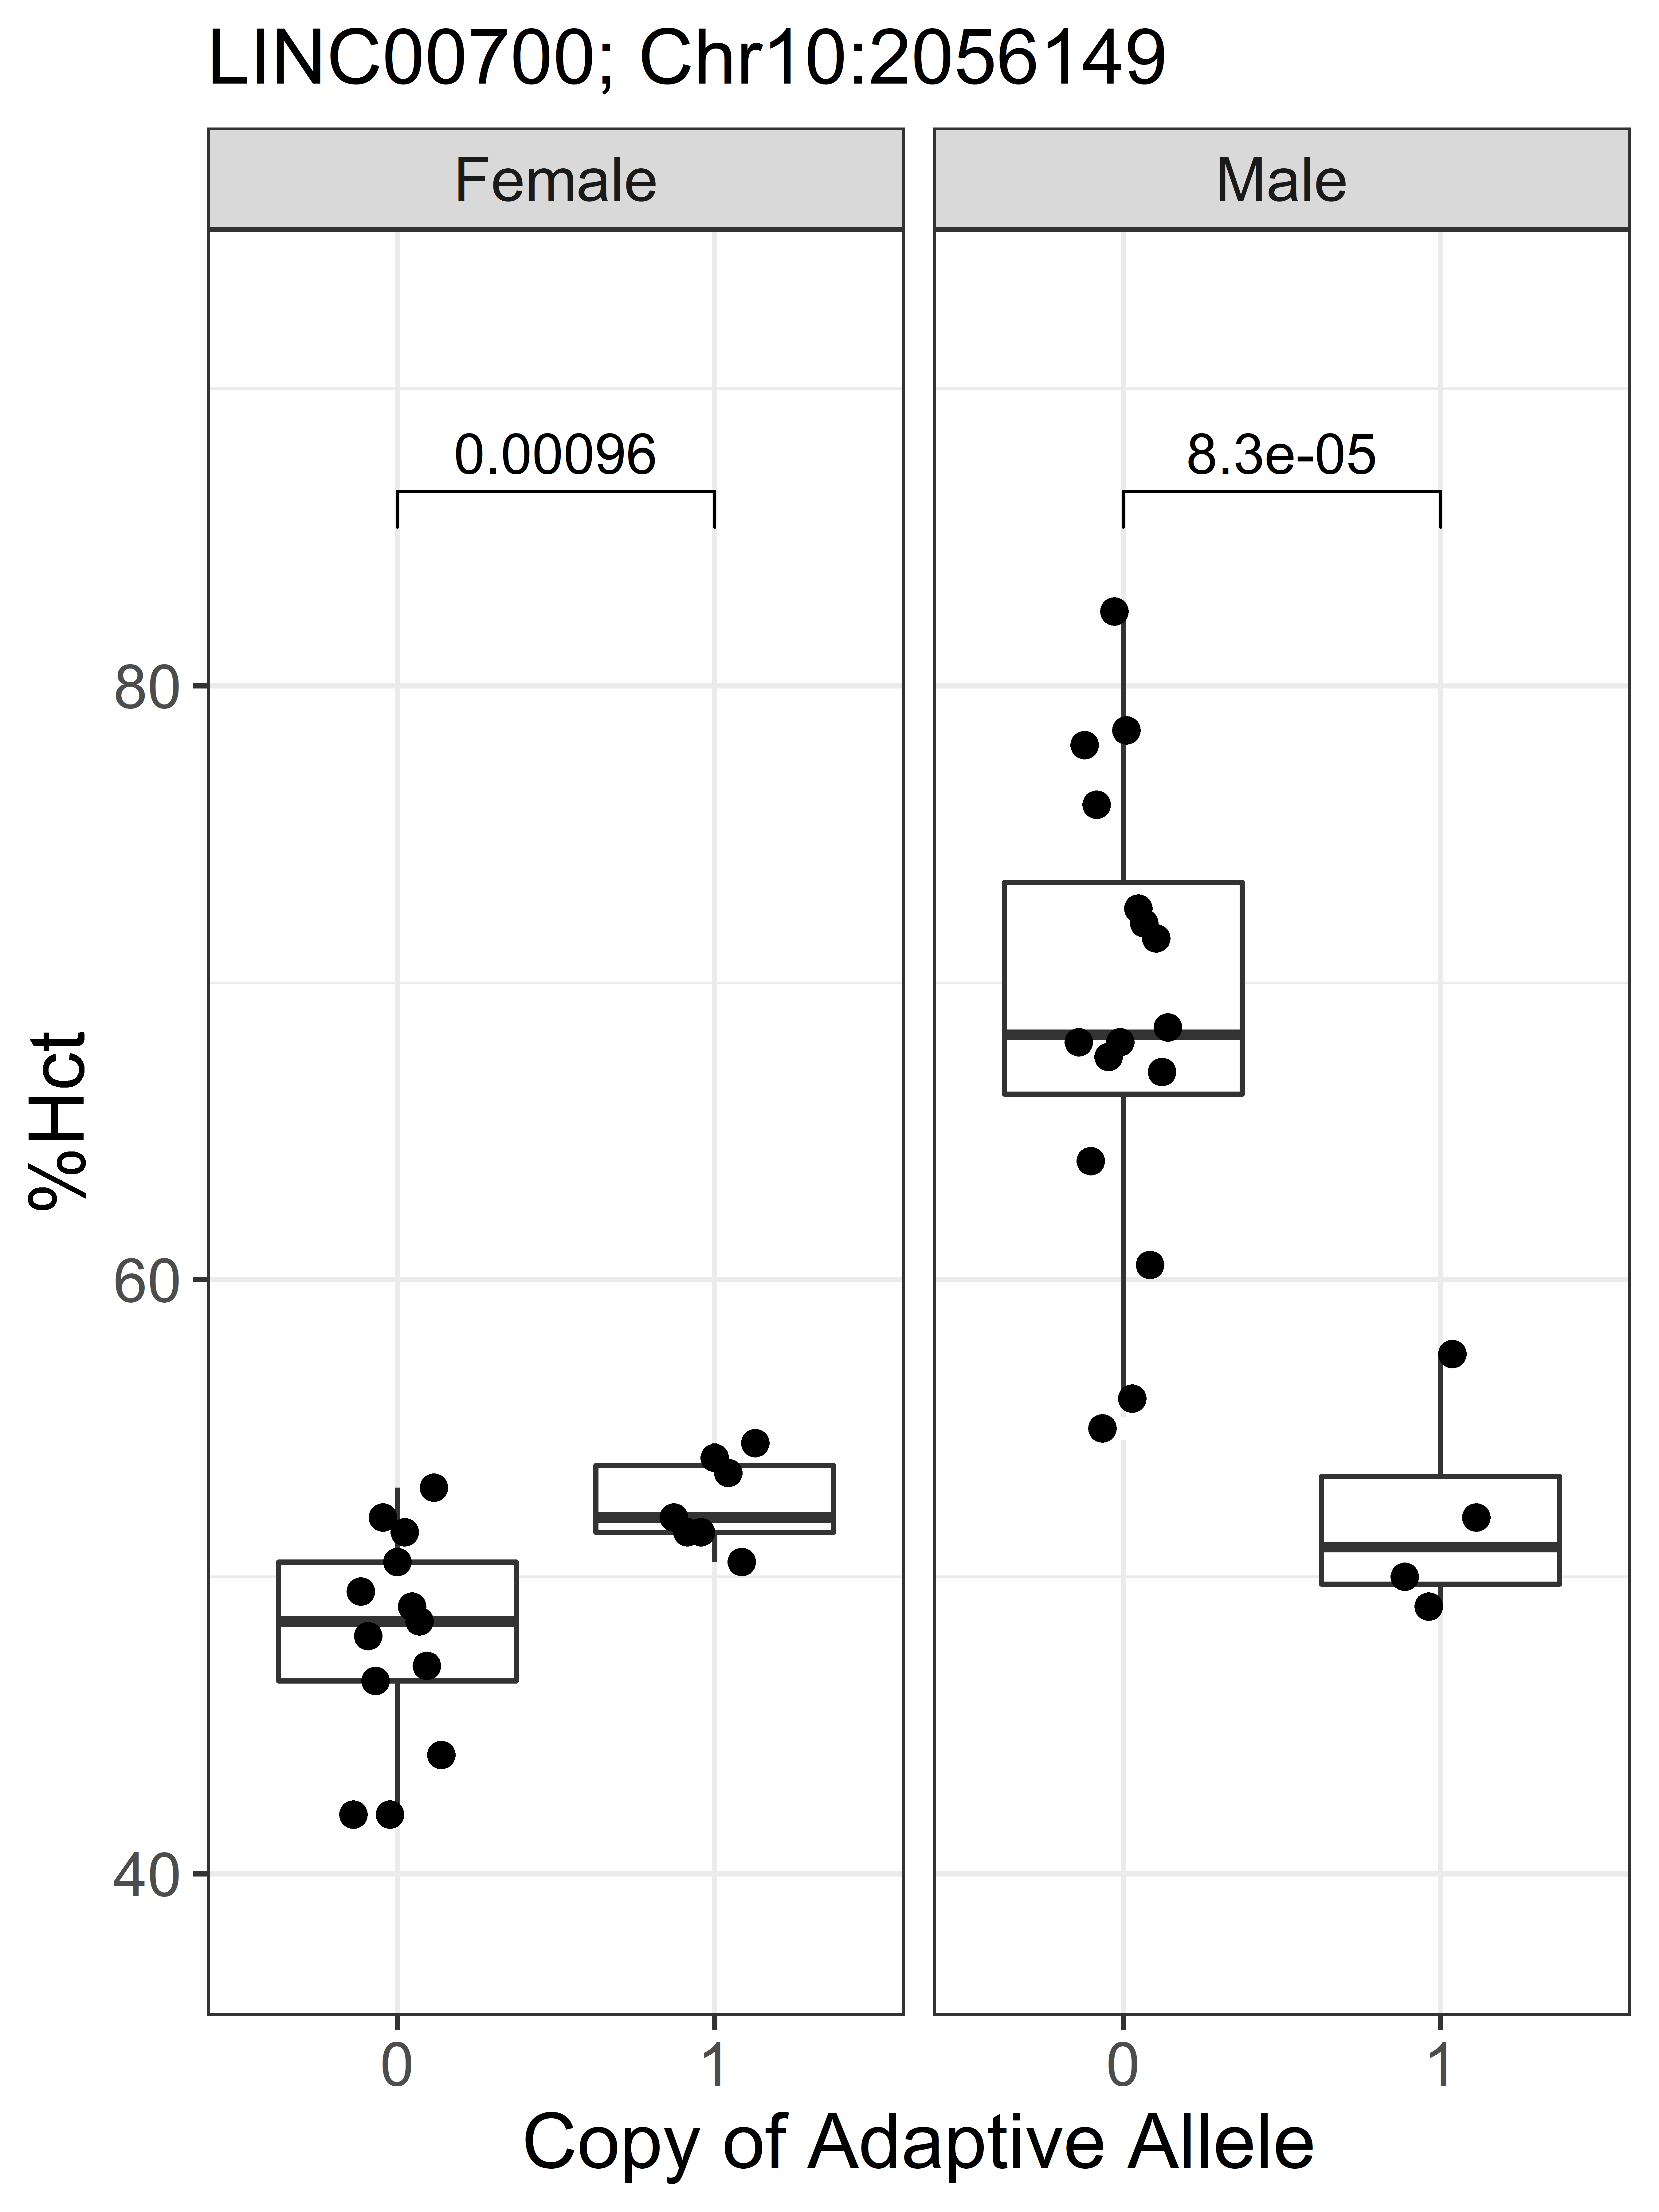 LINC00700; Chr10:2056149
Female
Male
0.00096
8.3e-05
80
60
40
%Hct
0
1
0
1
Copy of Adaptive Allele